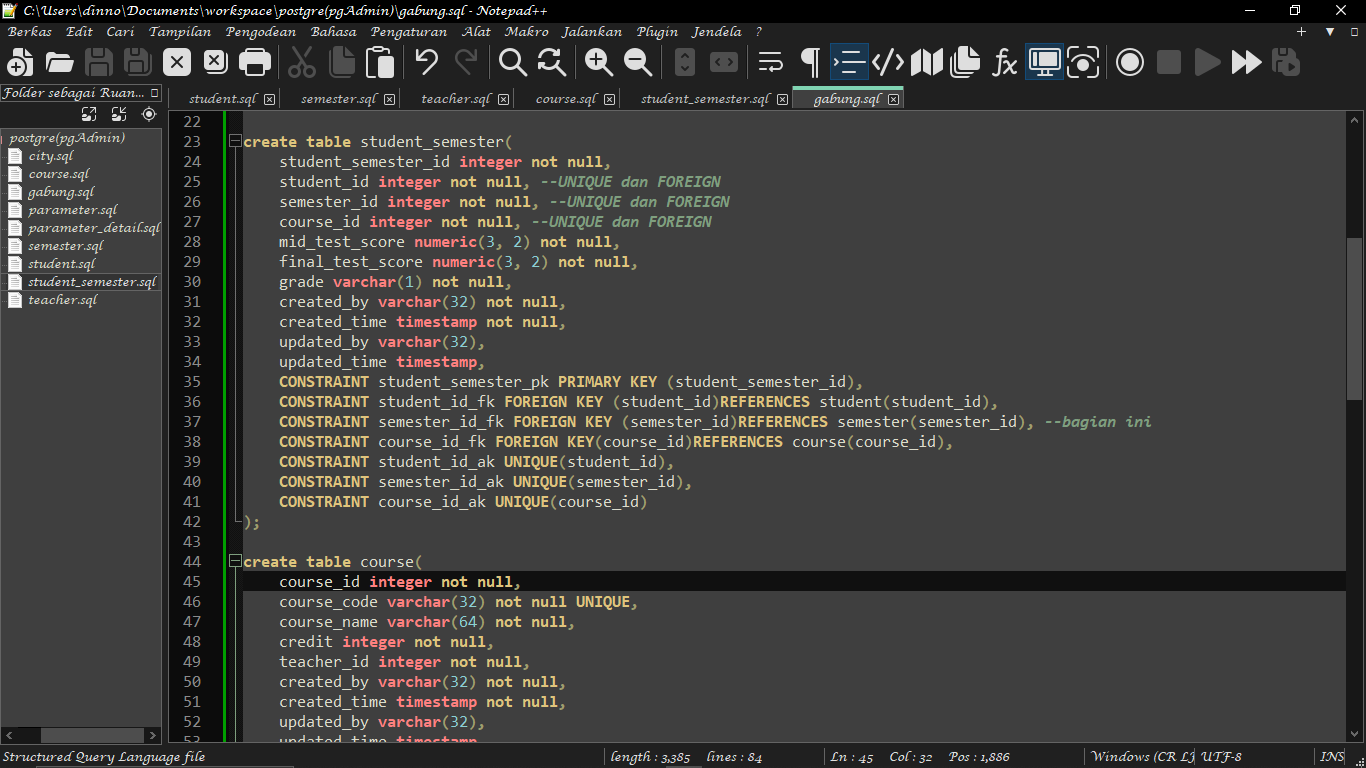 C:\Users\dinno\Documents\workspace\postgre(pgAdmin)\gabung.sql - Notepad++
Berkas Edit Cari Tampilan Pengodean Bahasa Pengaturan Alat Makro Jalankan Plugin Jendela ?
Folder sebagai Ruan...
student.sql semester.sql teacher.sql course.sql student_semester.sql gabung.sql
postgre(pgAdmin)
city.sql
course.sql
gabung.sql
parameter.sql
parameter_detail.sql
semester.sql
student.sql
student_semester.sql
teacher.sql
22
23 create table student_semester(
24 student_semester_id integer not null,
25 student_id integer not null, --UNIQUE dan FOREIGN
26 semester_id integer not null, --UNIQUE dan FOREIGN
27 course_id integer not null, --UNIQUE dan FOREIGN
28 mid_test_score numeric(3, 2) not null,
29 final_test_score numeric(3, 2) not null,
30 grade varchar(1) not null,
31 created_by varchar(32) not null,
32 created_time timestamp not null,
33 updated_by varchar(32),
34 updated_time timestamp,
35 CONSTRAINT student_semester_pk PRIMARY KEY (student_semester_id),
36 CONSTRAINT student_id_fk FOREIGN KEY (student_id)REFERENCES student(student_id),
37 CONSTRAINT semester_id_fk FOREIGN KEY (semester_id)REFERENCES semester(semester_id), --bagian ini
38 CONSTRAINT course_id_fk FOREIGN KEY(course_id)REFERENCES course(course_id),
39 CONSTRAINT student_id_ak UNIQUE(student_id),
40 CONSTRAINT semester_id_ak UNIQUE(semester_id),
41 CONSTRAINT course_id_ak UNIQUE(course_id)
42 );
43
44 create table course(
45 course_id integer not null,
46 course_code varchar(32) not null UNIQUE,
47 course_name varchar(64) not null,
48 credit integer not null,
49 teacher_id integer not null,
50 created_by varchar(32) not null,
51 created_time timestamp not null,
52 updated_by varchar(32),
53 updated_time timestamp
Structured Query Language file length : 3,385 lines : 84 Ln : 45 Col : 32 Pos : 1,886 Windows (CR LF UTF-8 INS